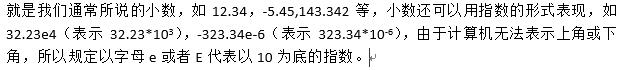 就是我们通常所说的小数，如 12.34，-5.45,143.342 等，小数还可以用指数的形式表现，如
32.23e4（表示 32.23*10³），-323.34e-6（表示 323.34*10⁻⁶），由于计算机无法表示上角或下
角，所以规定以字母 e 或者 E 代表以 10 为底的指数。